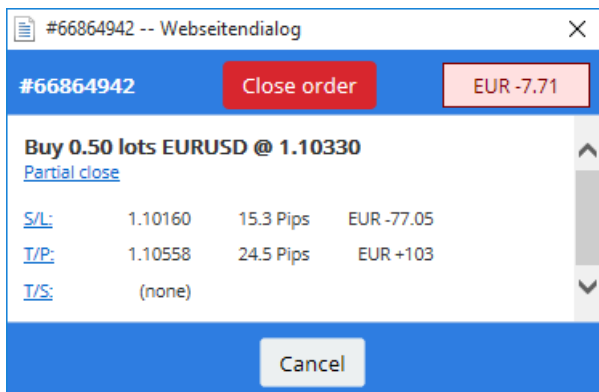 #66864942 -- Webseitendialog
#66864942 Close order EUR -7.71
Buy 0.50 lots EURUSD @ 1.10330
Partial close
S/L: 1.10160 15.3 Pips EUR -77.05
T/P: 1.10558 24.5 Pips EUR +103
T/S: (none)
Cancel